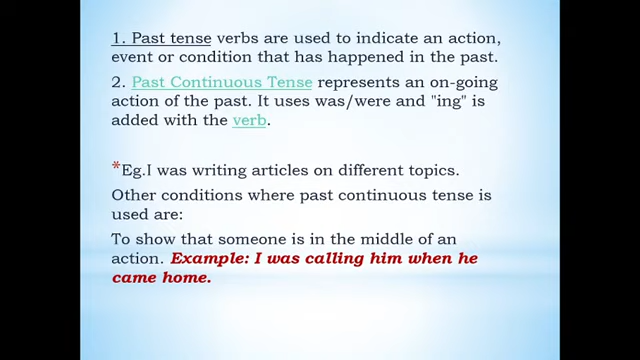 1. Past tense verbs are used to indicate an action,
event or condition that has happened in the past.
2. Past Continuous Tense represents an on-going
action of the past. It uses was/were and "ing" is
added with the verb.
*Eg.I was writing articles on different topics.
Other conditions where past continuous tense is
used are:
To show that someone is in the middle of an
action. Example: I was calling him when he
came home.